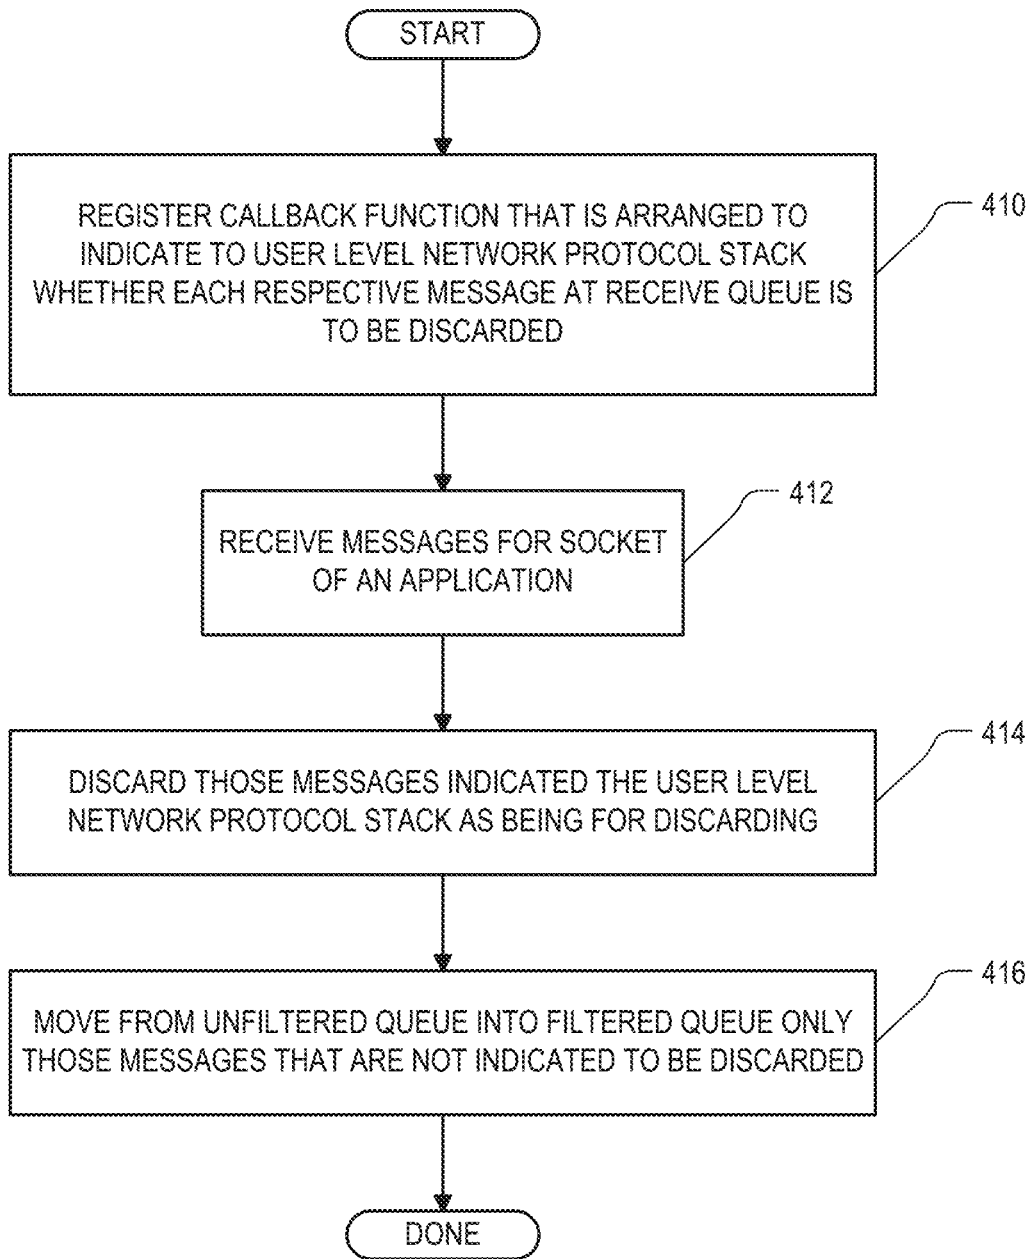 START
REGISTER CALLBACK FUNCTION THAT IS ARRANGED TO
INDICATE TO USER LEVEL NETWORK PROTOCOL STACK
WHETHER EACH RESPECTIVE MESSAGE AT RECEIVE QUEUE IS
TO BE DISCARDED
410
RECEIVE MESSAGES FOR SOCKET
OF AN APPLICATION
412
DISCARD THOSE MESSAGES INDICATED THE USER LEVEL
NETWORK PROTOCOL STACK AS BEING FOR DISCARDING
414
MOVE FROM UNFILTERED QUEUE INTO FILTERED QUEUE ONLY
THOSE MESSAGES THAT ARE NOT INDICATED TO BE DISCARDED
416
DONE